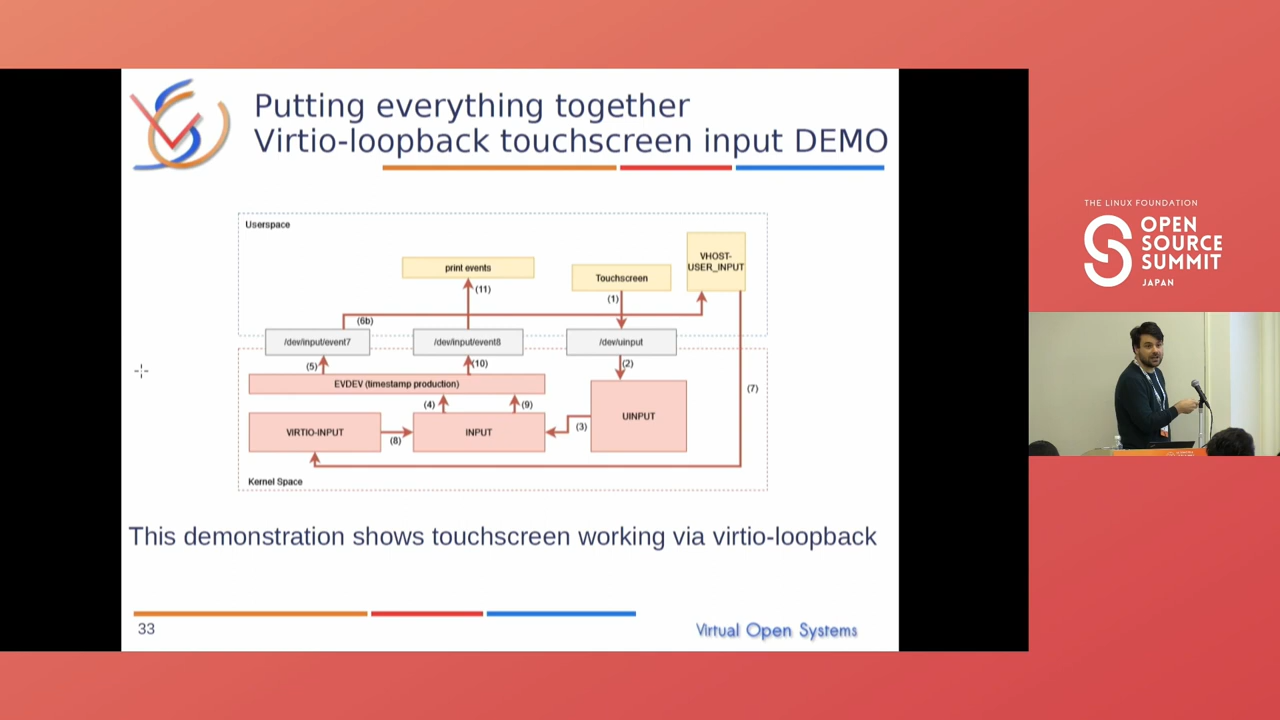 Putting everything together
Virtio-loopback touchscreen input DEMO
Userspace
print events
Touchscreen
VHOST-
USER_INPUT
(11)
(1)
(6b)
/dev/input/event7
/dev/input/event8
/dev/uinput
(5)
(10)
(2)
EVDEV (timestamp production)
(7)
(4)
(9)
UINPUT
(3)
VIRTIO-INPUT
(8)
INPUT
Kernel Space
This demonstration shows touchscreen working via virtio-loopback
33
Virtual Open Systems
THE LINUX FOUNDATION
OPEN
SOURCE
SUMMIT
JAPAN